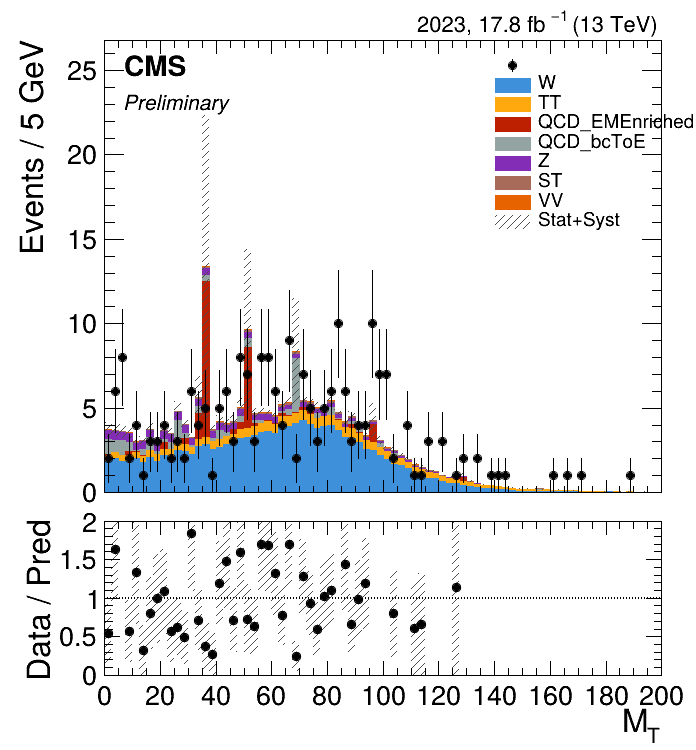 2023, 17.8 fb⁻¹ (13 TeV)
CMS
Preliminary
W
TT
QCD_EMEnriched
QCD_bcToE
Z
ST
VV
Stat+Syst
Events / 5 GeV
25
20
15
10
5
0
Data / Pred
2
1.5
1
0.5
0
0 20 40 60 80 100 120 140 160 180 200
M_T